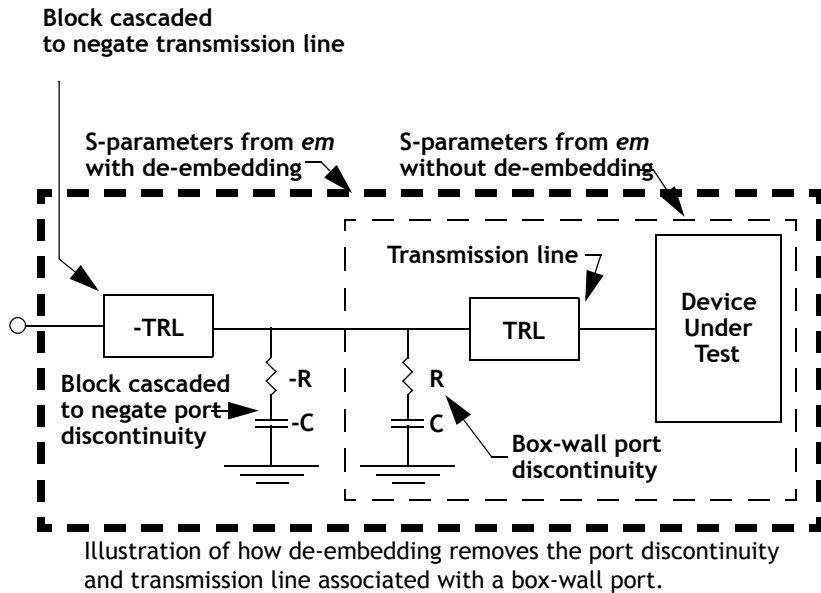 Block cascaded
to negate transmission line
S-parameters from em
with de-embedding
S-parameters from em
without de-embedding
Transmission line
-TRL
TRL
Device
Under
Test
Block cascaded
to negate port
discontinuity
-R
-C
R
C
Box-wall port
discontinuity
Illustration of how de-embedding removes the port discontinuity
and transmission line associated with a box-wall port.